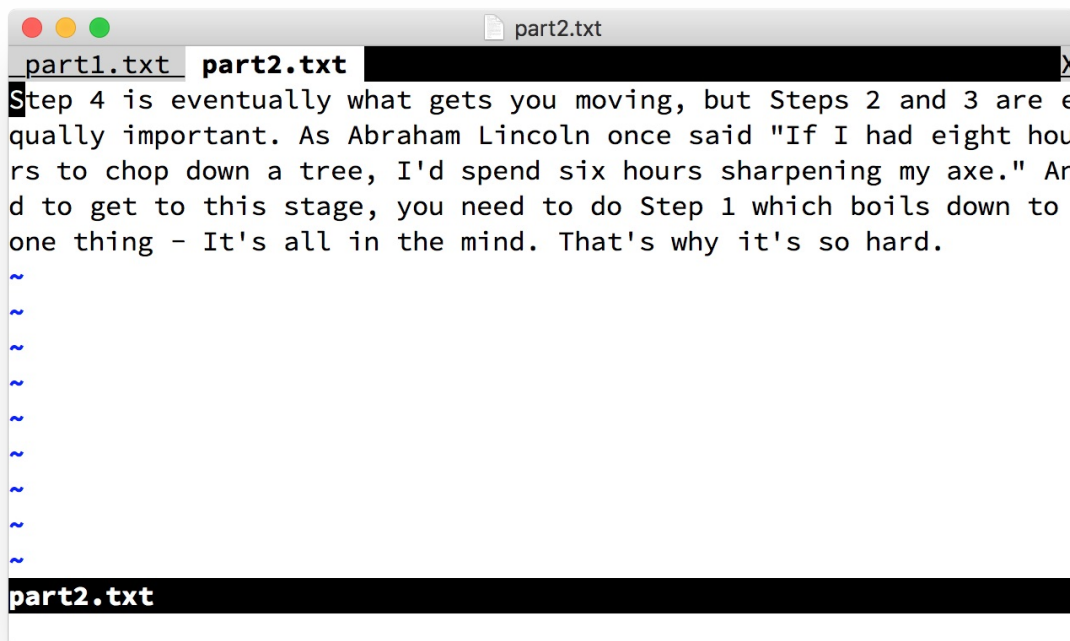 part2.txt
part1.txt part2.txt X
Step 4 is eventually what gets you moving, but Steps 2 and 3 are e
qually important. As Abraham Lincoln once said "If I had eight hou
rs to chop down a tree, I'd spend six hours sharpening my axe." An
d to get to this stage, you need to do Step 1 which boils down to
one thing - It's all in the mind. That's why it's so hard.
~
~
~
~
~
~
~
~
~
part2.txt